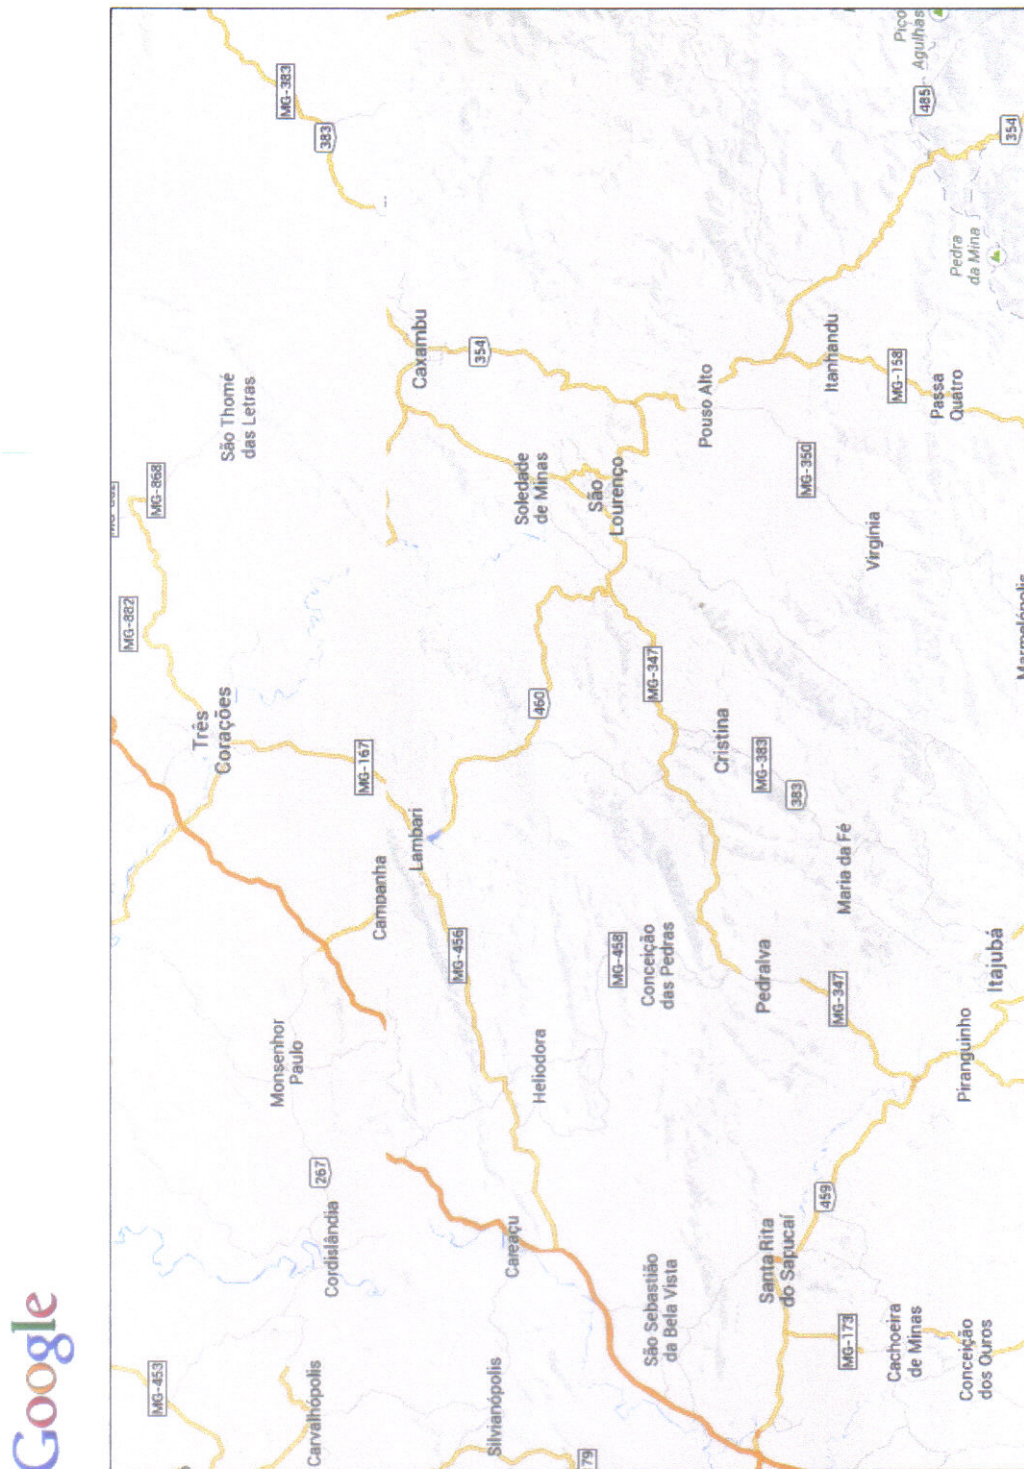 Google
MG-453
Carvalhópolis
Silvianópolis
79
Cordislândia
267
Monsenhor
Paulo
Careaçu
São Sebastião
da Bela Vista
Santa Rita
do Sapucaí
459
MG-173
Cachoeira
de Minas
Conceição
dos Ouros
Heliodora
Piranguinho
Itajubá
MG-347
Pedralva
Conceição
das Pedras
MG-458
MG-456
Campanha
Lambari
MG-167
Três
Corações
MG-882
MG-868
São Thomé
das Letras
460
MG-347
Cristina
MG-383
383
Maria da Fé
Soledade
de Minas
São
Lourenço
Virgínia
MG-350
Pouso Alto
Caxambu
354
Itanhandu
MG-158
Passa
Quatro
Pedra
da Mina
MG-383
383
485
354
Pico
Agulhas